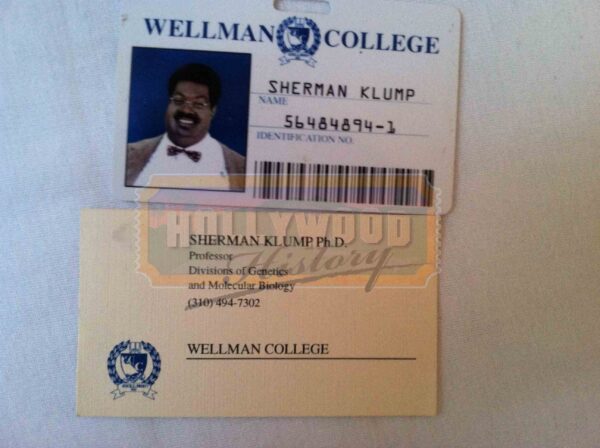 WELLMAN COLLEGE
SHERMAN KLUMP
NAME
56484894-1
IDENTIFICATION NO.
HOLLYWOOD
History
SHERMAN KLUMP Ph.D.
Professor
Divisions of Genetics
and Molecular Biology
(310) 494-7302
WELLMAN COLLEGE